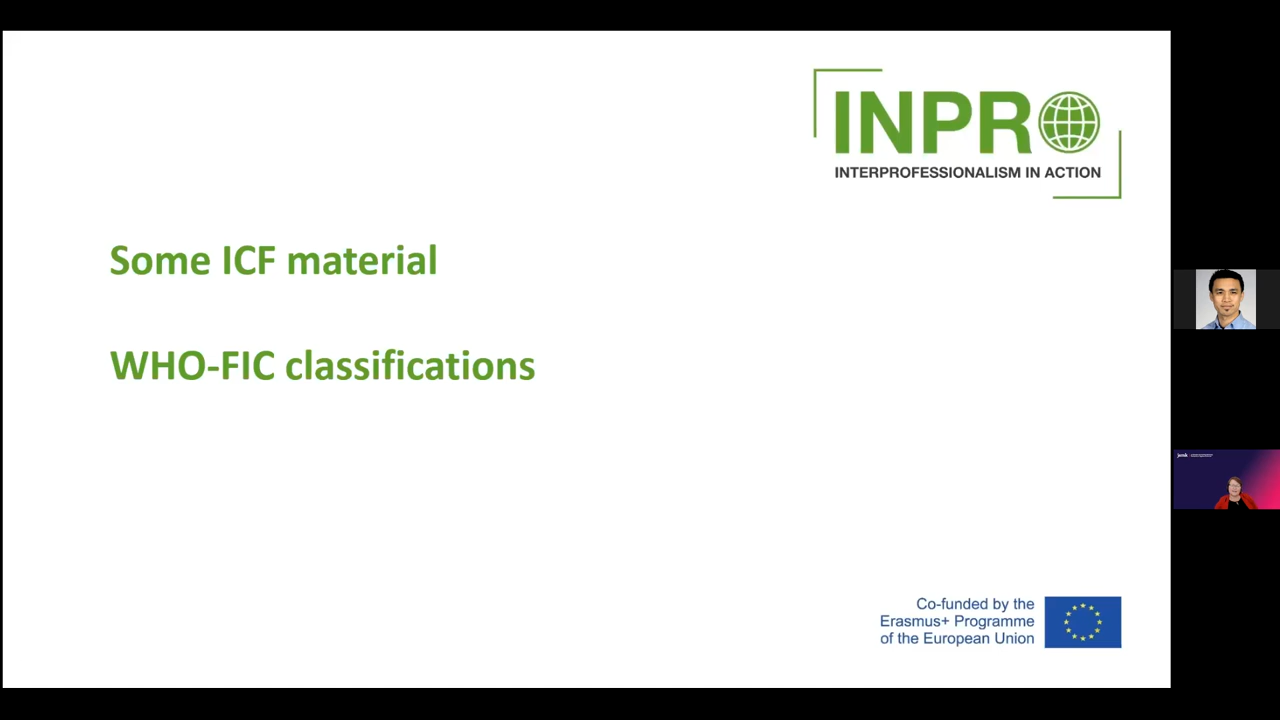 INPRO
INTERPROFESSIONALISM IN ACTION
Some ICF material
WHO-FIC classifications
Co-funded by the
Erasmus+ Programme
of the European Union
jamk